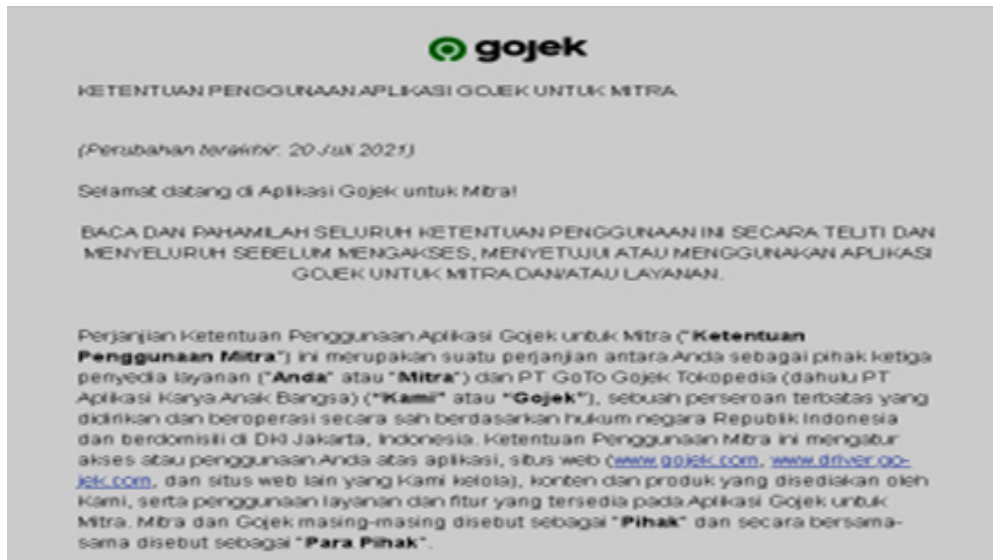 gojek
KETENTUAN PENGGUNAAN APLIKASI GOJEK UNTUK MITRA
(Perubahan terakhir: 20 Juli 2021)
Selamat datang di Aplikasi Gojek untuk Mitra!
BACA DAN PAHAMILAH SELURUH KETENTUAN PENGGUNAAN INI SECARA TELITI DAN
MENYELURUH SEBELUM MENGAKSES, MENYETUJUI ATAU MENGGUNAKAN APLIKASI
GOJEK UNTUK MITRA DAN/ATAU LAYANAN.
Perjanjian Ketentuan Penggunaan Aplikasi Gojek untuk Mitra ("Ketentuan
Penggunaan Mitra") ini merupakan suatu perjanjian antara Anda sebagai pihak ketiga
penyedia layanan ("Anda" atau "Mitra") dan PT GoTo Gojek Tokopedia (dahulu PT
Aplikasi Karya Anak Bangsa) ("Kami" atau "Gojek"), sebuah perseroan terbatas yang
didirikan dan beroperasi secara sah berdasarkan hukum negara Republik Indonesia
dan berdomisili di DKI Jakarta, Indonesia. Ketentuan Penggunaan Mitra ini mengatur
akses atau penggunaan Anda atas aplikasi, situs web (www.gojek.com, www.driver.go-
jek.com, dan situs web lain yang Kami kelola), konten dan produk yang disediakan oleh
Kami, serta penggunaan layanan dan fitur yang tersedia pada Aplikasi Gojek untuk
Mitra. Mitra dan Gojek masing-masing disebut sebagai "Pihak" dan secara bersama-
sama disebut sebagai "Para Pihak".